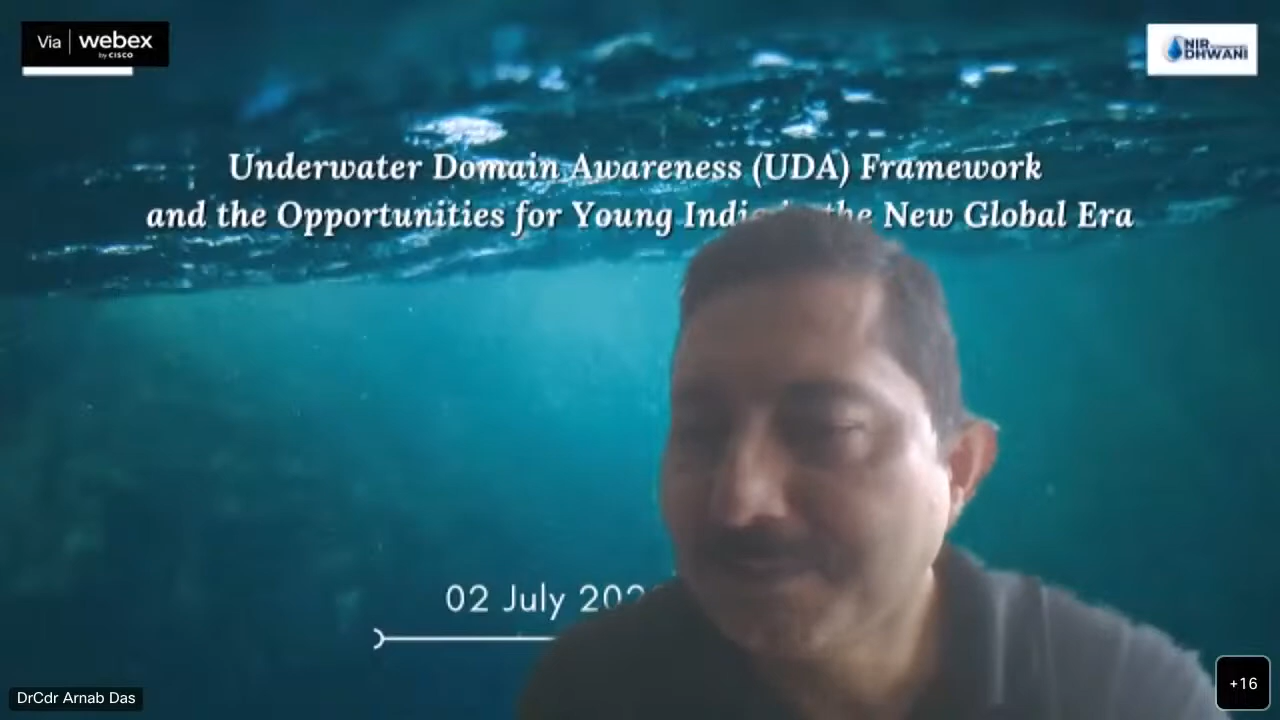 Via webex
by CISCO
NIR
DHWANI
Underwater Domain Awareness (UDA) Framework
and the Opportunities for Young the New Global Era
02 July
DrCdr Arnab Das
+16